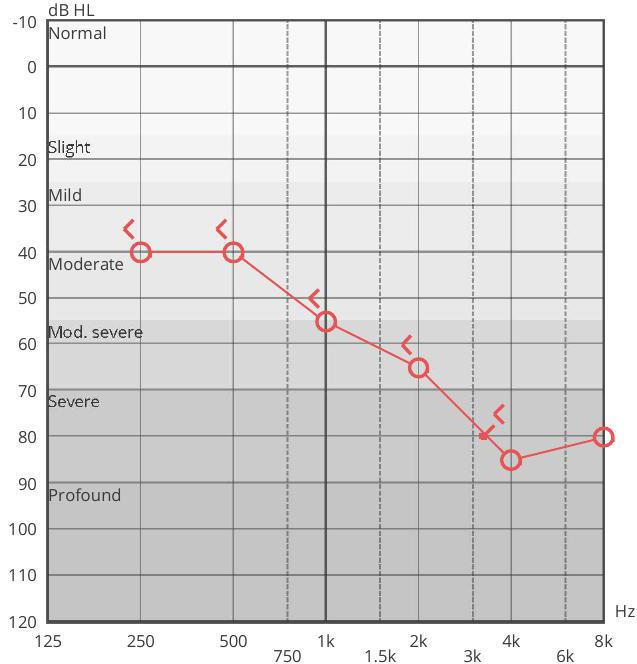 dB HL
-10
Normal
0
10
Slight
20
Mild
30
40
Moderate
50
Mod. severe
60
70
Severe
80
90
Profound
100
110
120
Hz
125 250 500 1k 2k 4k 8k
750 1.5k 3k 6k